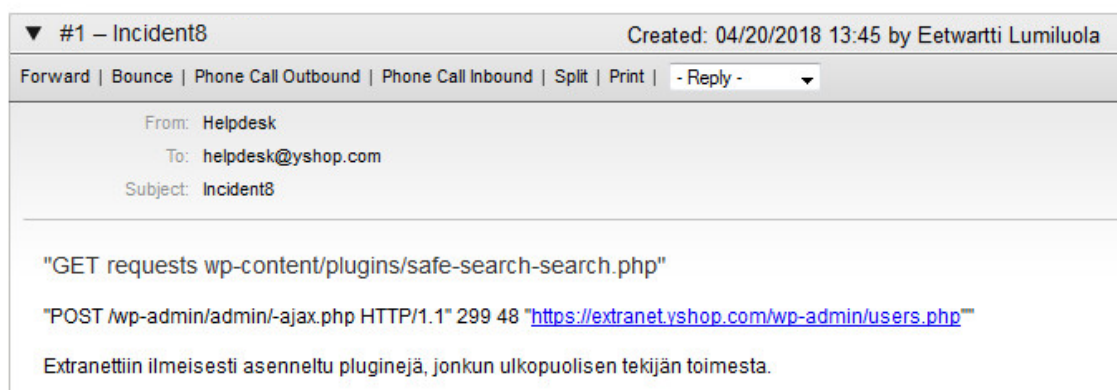 ▼ #1 – Incident8 Created: 04/20/2018 13:45 by Eetwartti Lumiluola
Forward | Bounce | Phone Call Outbound | Phone Call Inbound | Split | Print | - Reply -
From: Helpdesk
To: helpdesk@yshop.com
Subject: Incident8
"GET requests wp-content/plugins/safe-search-search.php"
"POST /wp-admin/admin/-ajax.php HTTP/1.1" 299 48 "https://extranet.yshop.com/wp-admin/users.php""
Extranettiin ilmeisesti asenneltu pluginejä, jonkun ulkopuolisen tekijän toimesta.